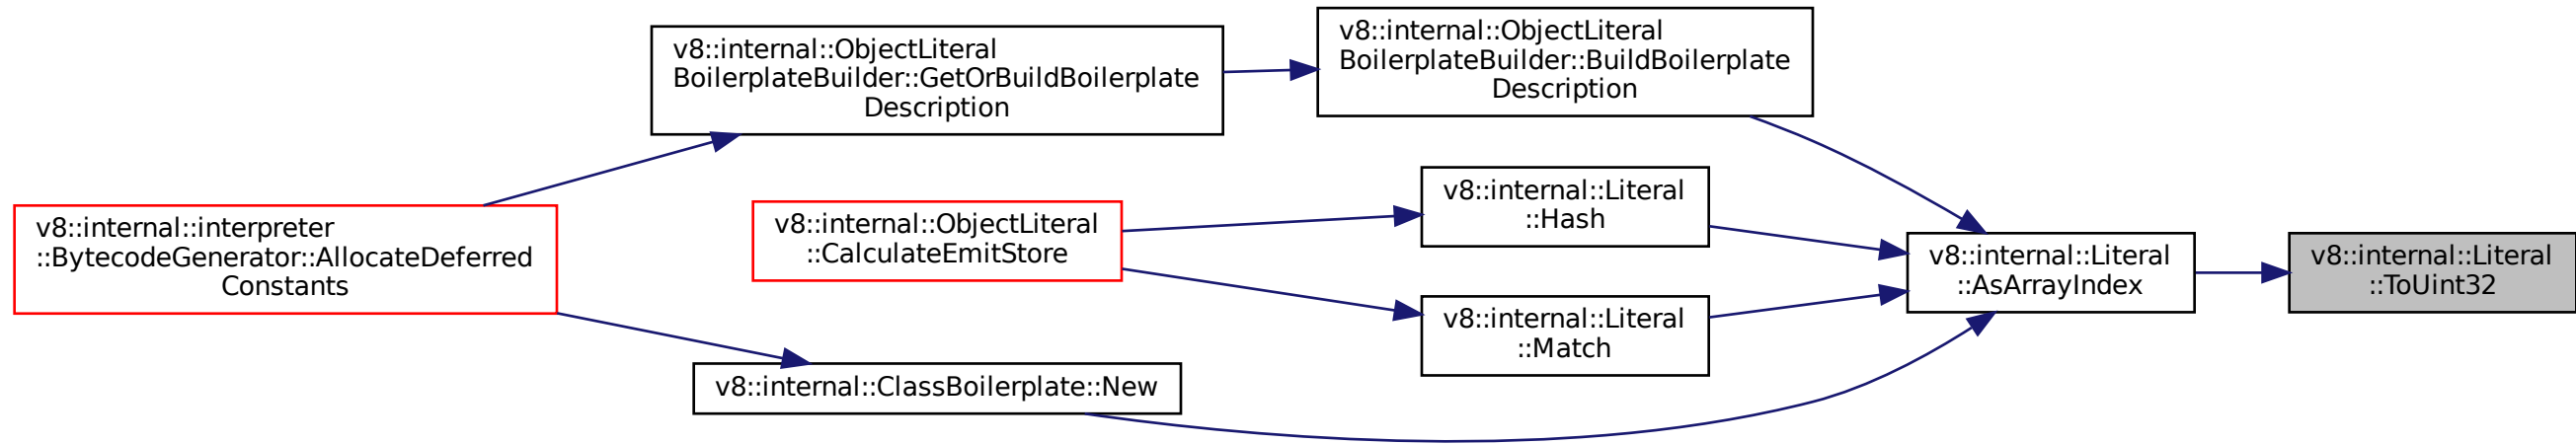 v8::internal::ObjectLiteral
BoilerplateBuilder::GetOrBuildBoilerplate
Description
v8::internal::ObjectLiteral
BoilerplateBuilder::BuildBoilerplate
Description
v8::internal::interpreter
::BytecodeGenerator::AllocateDeferred
Constants
v8::internal::ObjectLiteral
::CalculateEmitStore
v8::internal::Literal
::Hash
v8::internal::Literal
::AsArrayIndex
v8::internal::Literal
::ToUint32
v8::internal::Literal
::Match
v8::internal::ClassBoilerplate::New